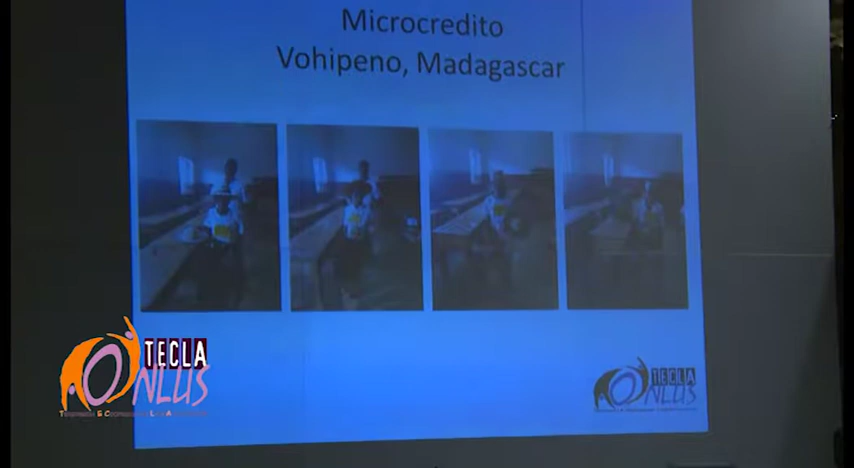 Microcredito
Vohipeno, Madagascar
TECLA
ONLUS
TECLA
ONLUS